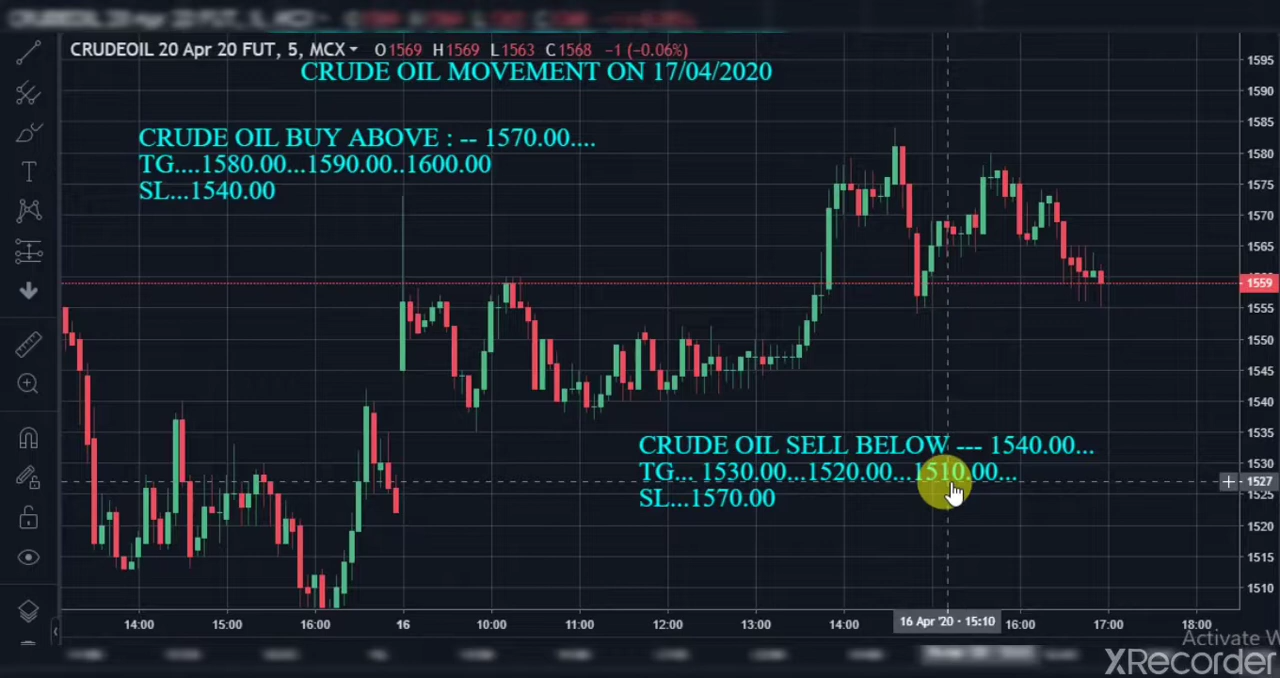 CRUDEOIL 20 Apr 20 FUT, 5, MCX O1569 H1569 L1563 C1568 −1 (−0.06%)
CRUDE OIL MOVEMENT ON 17/04/2020
CRUDE OIL BUY ABOVE : -- 1570.00....
TG....1580.00...1590.00..1600.00
SL...1540.00
CRUDE OIL SELL BELOW --- 1540.00...
TG... 1530.00...1520.00...1510.00...
SL...1570.00
1595
1590
1585
1580
1575
1570
1565
1559
1555
1550
1545
1540
1535
1530
1527
1525
1520
1515
1510
14:00 15:00 16:00 16 10:00 11:00 12:00 13:00 14:00 16 Apr '20 - 15:10 16:00 17:00 18:00
Activate W
XRecorder